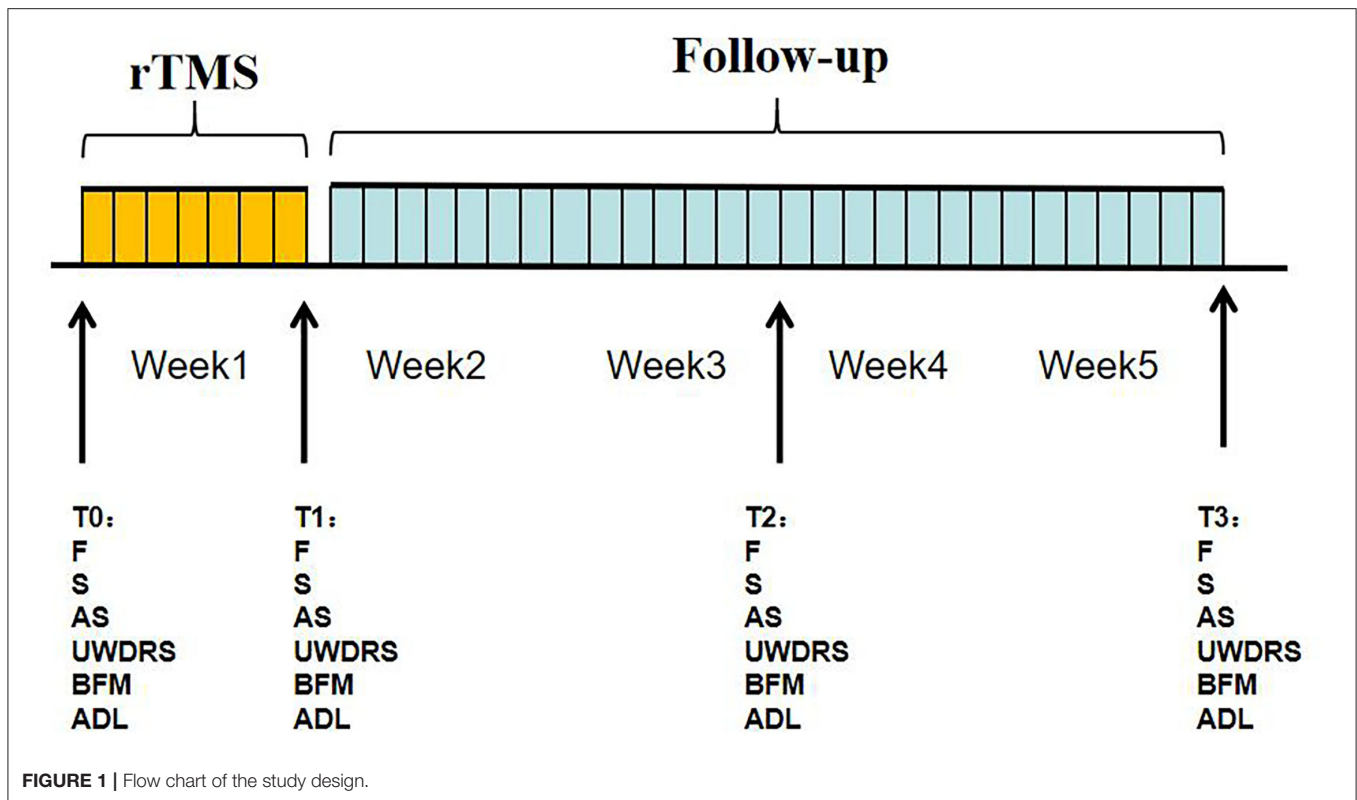 rTMS
Follow-up
Week1
Week2
Week3
Week4
Week5
T0：
F
S
AS
UWDRS
BFM
ADL
T1：
F
S
AS
UWDRS
BFM
ADL
T2：
F
S
AS
UWDRS
BFM
ADL
T3：
F
S
AS
UWDRS
BFM
ADL
FIGURE 1 | Flow chart of the study design.